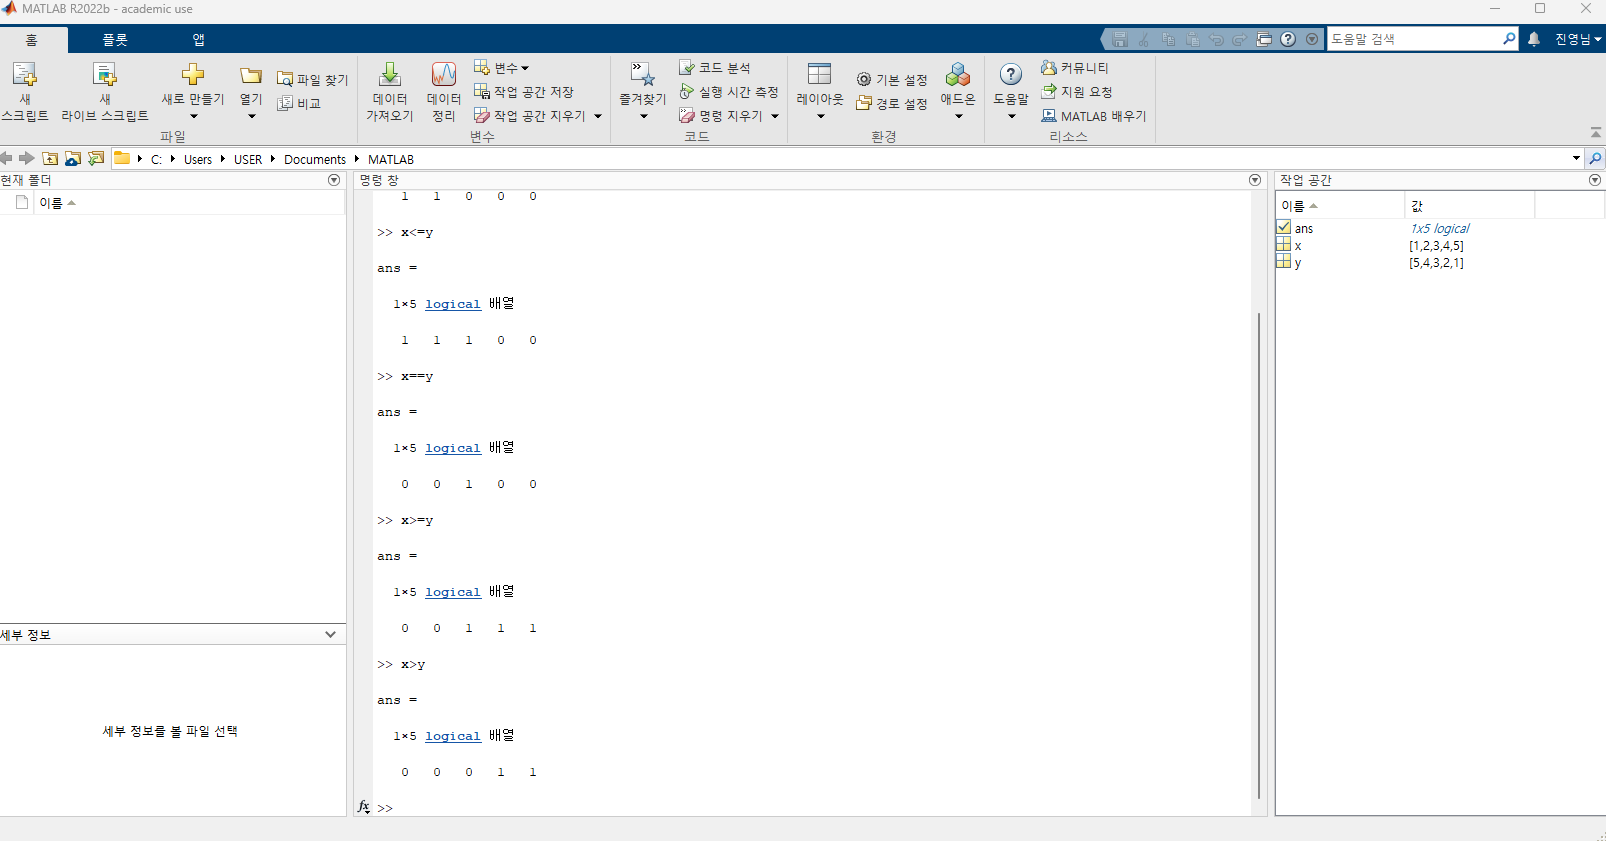 MATLAB R2022b - academic use
홈 플롯 앱
도움말 검색
진영님
새 스크립트
새 라이브 스크립트
새로 만들기
열기
파일 찾기
비교
파일
데이터 가져오기
데이터 정리
변수
작업 공간 저장
작업 공간 지우기
변수
즐겨찾기
코드 분석
실행 시간 측정
명령 지우기
코드
레이아웃
기본 설정
경로 설정
애드온
환경
도움말
커뮤니티
지원 요청
MATLAB 배우기
리소스
C: Users USER Documents MATLAB
현재 폴더
이름
세부 정보
세부 정보를 볼 파일 선택
명령 창
1 1 0 0 0
>> x<=y
ans =
1×5 logical 배열
1 1 1 0 0
>> x==y
ans =
1×5 logical 배열
0 0 1 0 0
>> x>=y
ans =
1×5 logical 배열
0 0 1 1 1
>> x>y
ans =
1×5 logical 배열
0 0 0 1 1
fx >>
작업 공간
이름 값
ans 1x5 logical
x [1,2,3,4,5]
y [5,4,3,2,1]